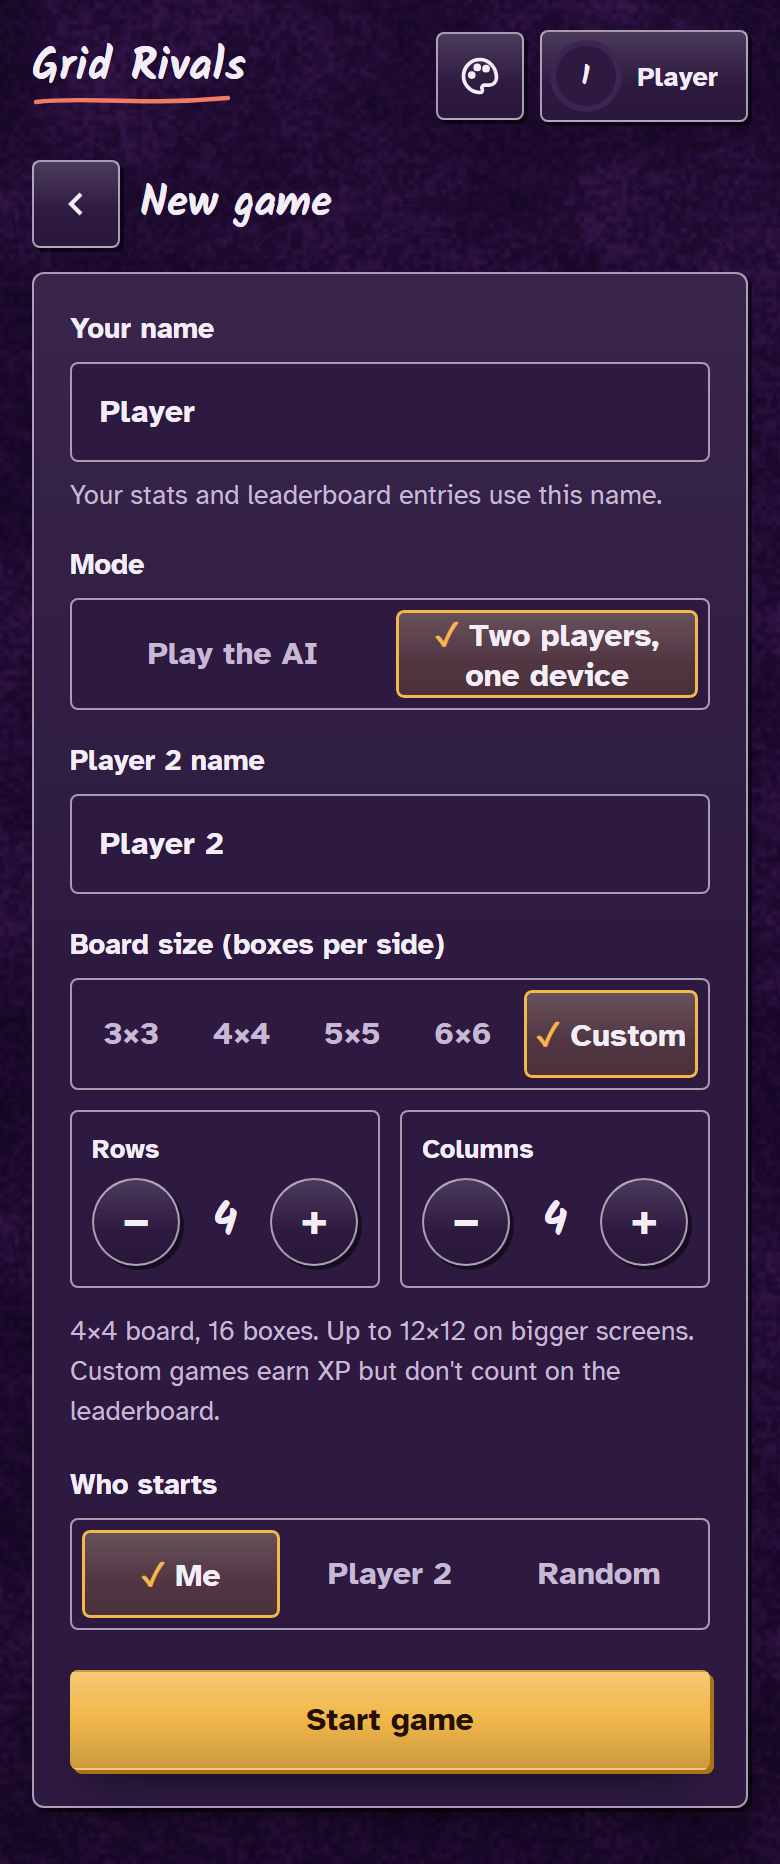 Grid Rivals
1
Player
New game
Your name
Player
Your stats and leaderboard entries use this name.
Mode
Play the AI
✓ Two players,
one device
Player 2 name
Player 2
Board size (boxes per side)
3×3 4×4 5×5 6×6 ✓ Custom
Rows
− 4 +
Columns
− 4 +
4×4 board, 16 boxes. Up to 12×12 on bigger screens.
Custom games earn XP but don't count on the
leaderboard.
Who starts
✓ Me Player 2 Random
Start game